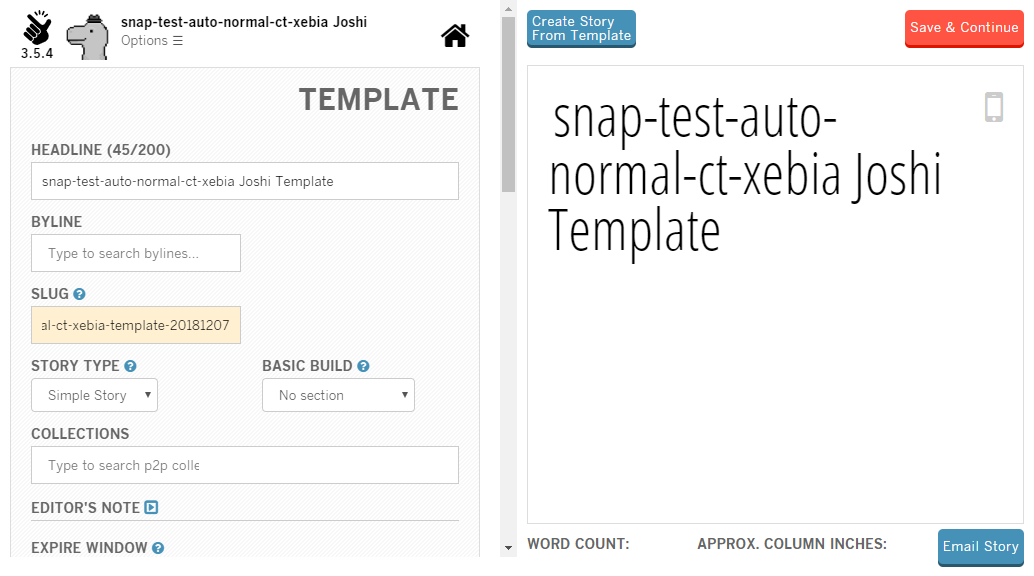 snap-test-auto-normal-ct-xebia Joshi
Options ☰
3.5.4
TEMPLATE
HEADLINE (45/200)
snap-test-auto-normal-ct-xebia Joshi Template
BYLINE
Type to search bylines...
SLUG
al-ct-xebia-template-20181207
STORY TYPE
BASIC BUILD
Simple Story
No section
COLLECTIONS
Type to search p2p colle
EDITOR'S NOTE
EXPIRE WINDOW
Create Story
From Template
Save & Continue
snap-test-auto-
normal-ct-xebia Joshi
Template
WORD COUNT:
APPROX. COLUMN INCHES:
Email Story